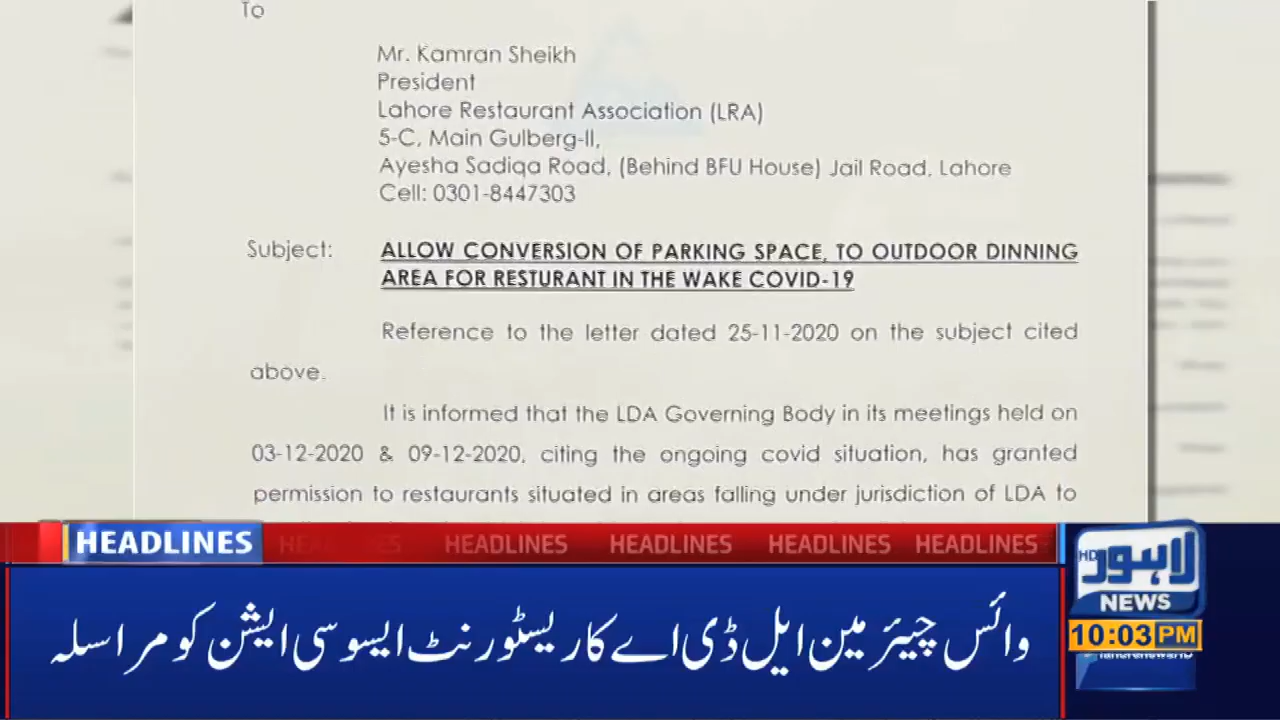 To
Mr. Kamran Sheikh
President
Lahore Restaurant Association (LRA)
5-C, Main Gulberg-II,
Ayesha Sadiqa Road, (Behind BFU House) Jail Road, Lahore
Cell: 0301-8447303
Subject: ALLOW CONVERSION OF PARKING SPACE, TO OUTDOOR DINNING
AREA FOR RESTURANT IN THE WAKE COVID-19
Reference to the letter dated 25-11-2020 on the subject cited
above.
It is informed that the LDA Governing Body in its meetings held on
03-12-2020 & 09-12-2020, citing the ongoing covid situation, has granted
permission to restaurants situated in areas falling under jurisdiction of LDA to
HEADLINES HEADLINES HEADLINES HEADLINES HEADLINES
HD لاہور
NEWS
10:03 PM
وائس چیئرمین ایل ڈی اے کا ریسٹورنٹ ایسوسی ایشن کو مراسلہ